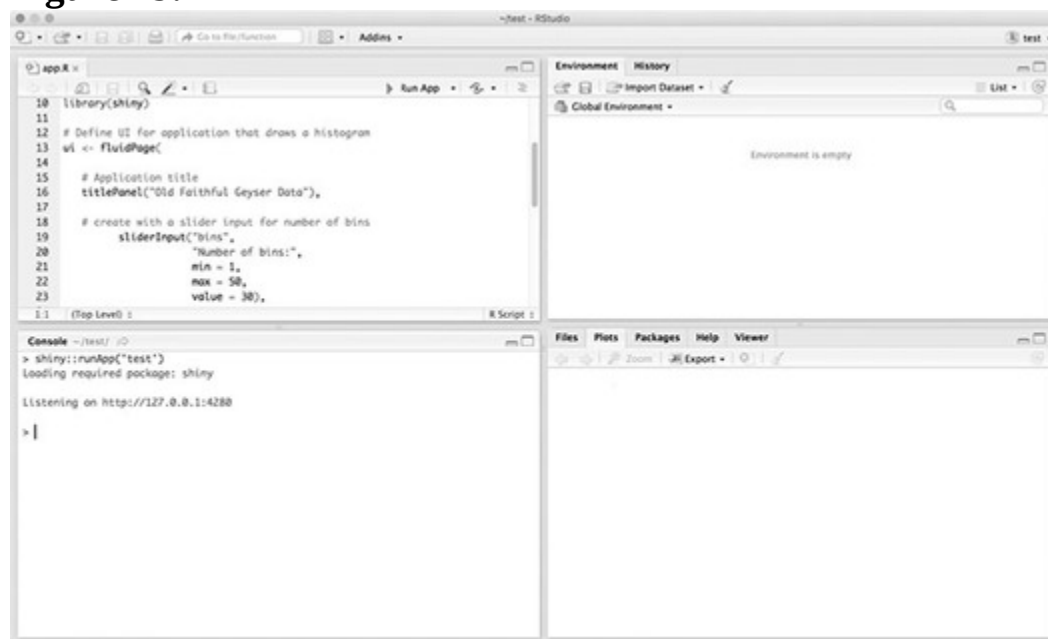 ~/test - RStudio
Go to file/function Addins test
app.R ×
Run App
10 library(shiny)
11
12 # Define UI for application that draws a histogram
13 ui <- fluidPage(
14
15 # Application title
16 titlePanel("Old Faithful Geyser Data"),
17
18 # create with a slider input for number of bins
19 sliderInput("bins",
20 "Number of bins:",
21 min = 1,
22 max = 50,
23 value = 30),
1:1 (Top Level) R Script
Console ~/test/
> shiny::runApp("test")
Loading required package: shiny
Listening on http://127.0.0.1:4280
>
Environment History
Import Dataset List
Global Environment
Environment is empty
Files Plots Packages Help Viewer
Zoom Export